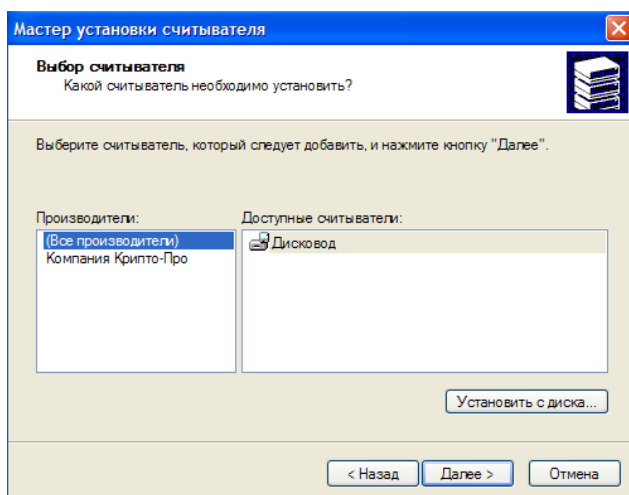 Мастер установки считывателя
Выбор считывателя
Какой считыватель необходимо установить?
Выберите считыватель, который следует добавить, и нажмите кнопку "Далее".
Производители:
(Все производители)
Компания Крипто-Про
Доступные считыватели:
Дисковод
Установить с диска...
< Назад
Далее >
Отмена